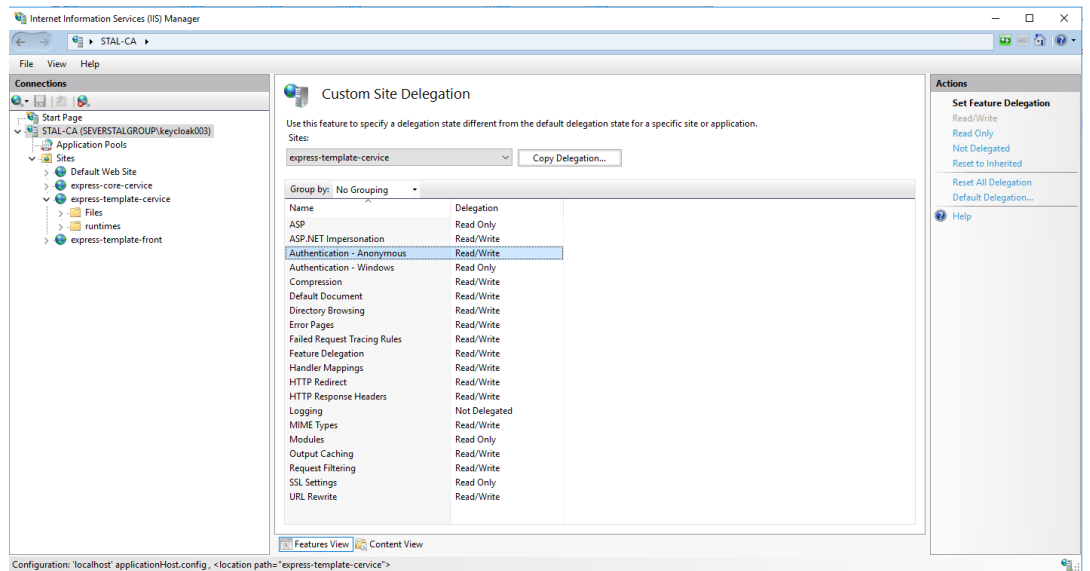 Internet Information Services (IIS) Manager
STAL-CA
File View Help
Connections
Start Page
STAL-CA (SEVERSTALGROUP\keycloak003)
Application Pools
Sites
Default Web Site
express-core-cervice
express-template-cervice
Files
runtimes
express-template-front
Custom Site Delegation
Use this feature to specify a delegation state different from the default delegation state for a specific site or application.
Sites:
express-template-cervice Copy Delegation...
Group by: No Grouping
Name Delegation
ASP Read Only
ASP.NET Impersonation Read/Write
Authentication - Anonymous Read/Write
Authentication - Windows Read Only
Compression Read/Write
Default Document Read/Write
Directory Browsing Read/Write
Error Pages Read/Write
Failed Request Tracing Rules Read/Write
Feature Delegation Read/Write
Handler Mappings Read/Write
HTTP Redirect Read/Write
HTTP Response Headers Read/Write
Logging Not Delegated
MIME Types Read/Write
Modules Read Only
Output Caching Read/Write
Request Filtering Read/Write
SSL Settings Read Only
URL Rewrite Read/Write
Features View Content View
Actions
Set Feature Delegation
Read/Write
Read Only
Not Delegated
Reset to Inherited
Reset All Delegation
Default Delegation...
Help
Configuration: 'localhost' applicationHost.config , <location path="express-template-cervice">